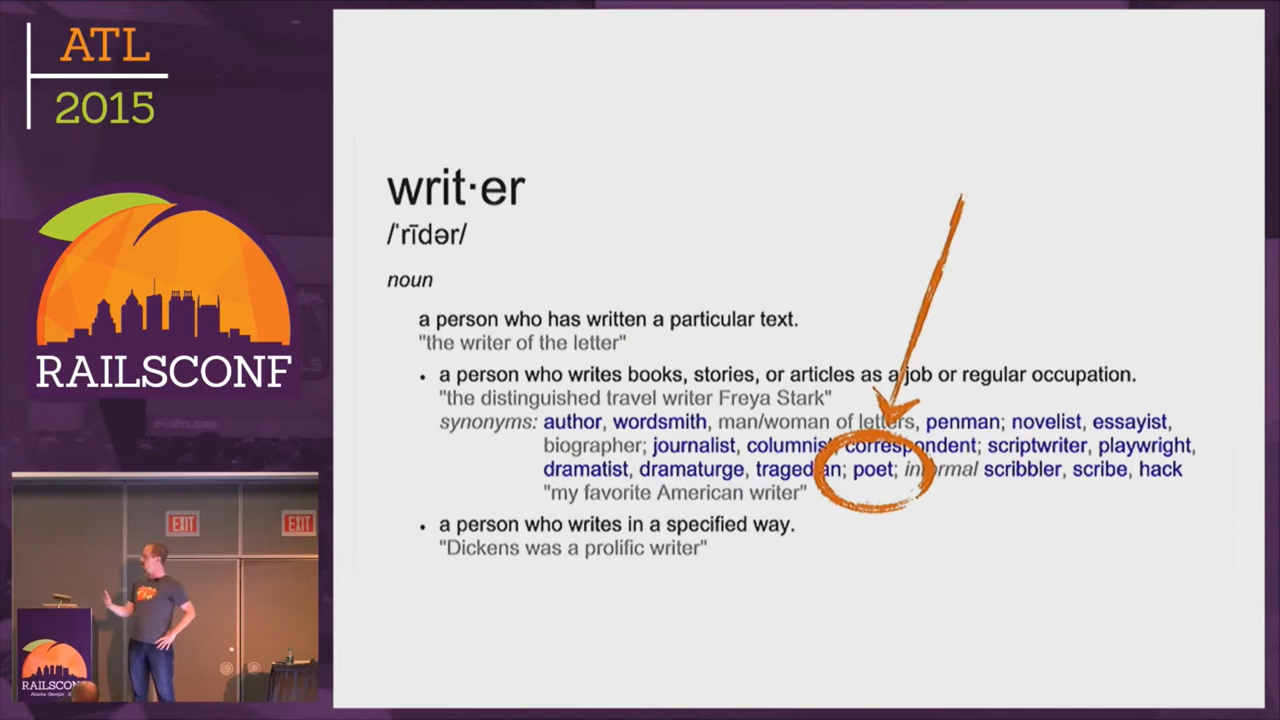 ATL
2015
RAILSCONF
writ·er
/ˈrīdər/
noun
a person who has written a particular text.
"the writer of the letter"
• a person who writes books, stories, or articles as a job or regular occupation.
"the distinguished travel writer Freya Stark"
synonyms: author, wordsmith, man/woman of letters, penman; novelist, essayist,
biographer; journalist, columnist, correspondent; scriptwriter, playwright,
dramatist, dramaturge, tragedian; poet; informal scribbler, scribe, hack
"my favorite American writer"
• a person who writes in a specified way.
"Dickens was a prolific writer"
EXIT
EXIT
RAILSCONF